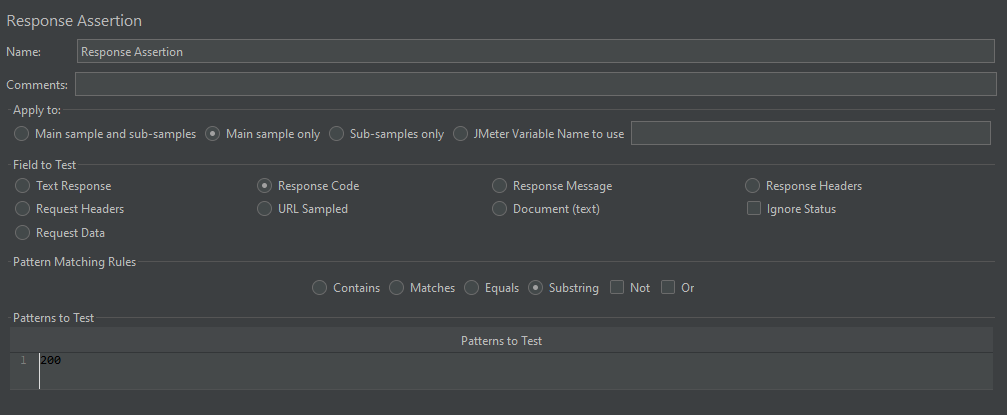 Response Assertion
Name: Response Assertion
Comments:
Apply to:
Main sample and sub-samples Main sample only Sub-samples only JMeter Variable Name to use
Field to Test
Text Response Response Code Response Message Response Headers
Request Headers URL Sampled Document (text) Ignore Status
Request Data
Pattern Matching Rules
Contains Matches Equals Substring Not Or
Patterns to Test
Patterns to Test
1 200